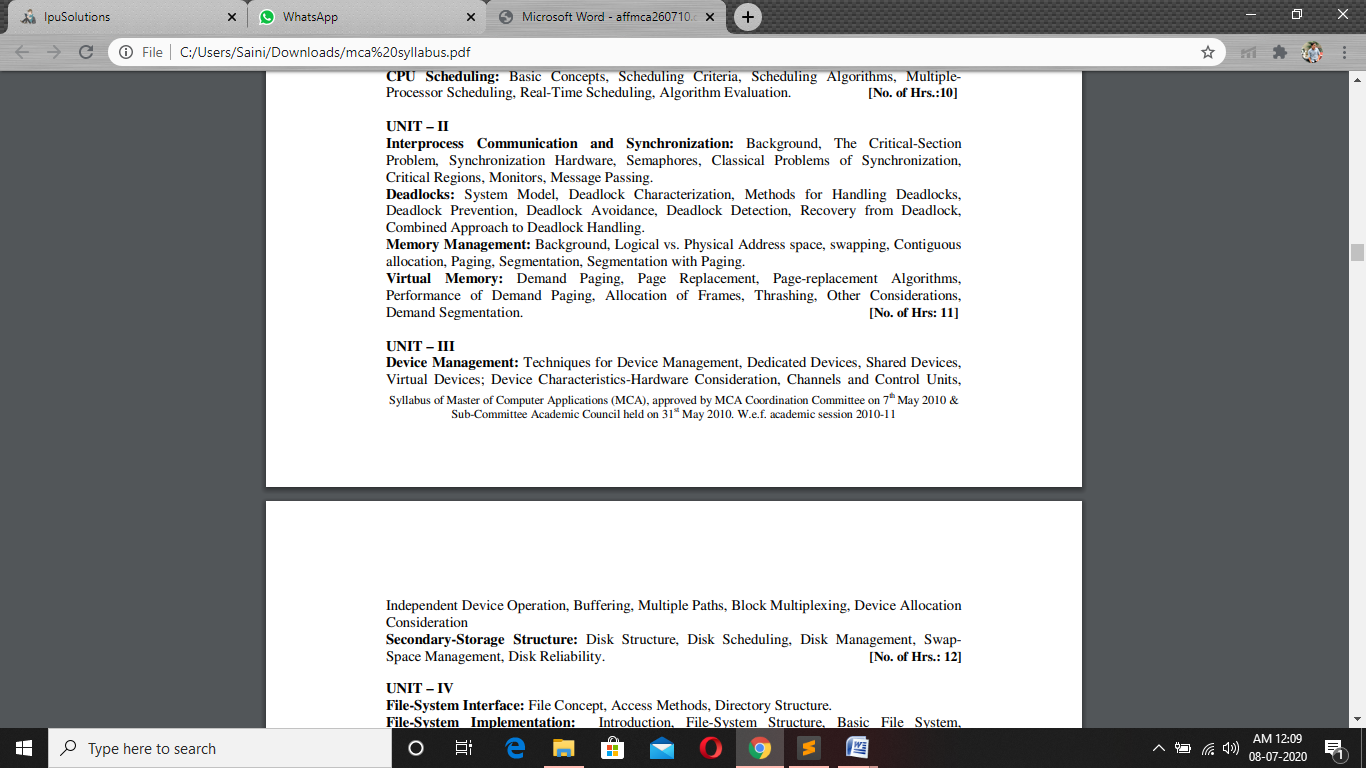 IpuSolutions
WhatsApp
Microsoft Word - affmca260710.
File
C:/Users/Saini/Downloads/mca%20syllabus.pdf
CPU Scheduling: Basic Concepts, Scheduling Criteria, Scheduling Algorithms, Multiple-
Processor Scheduling, Real-Time Scheduling, Algorithm Evaluation. [No. of Hrs.:10]
UNIT – II
Interprocess Communication and Synchronization: Background, The Critical-Section
Problem, Synchronization Hardware, Semaphores, Classical Problems of Synchronization,
Critical Regions, Monitors, Message Passing.
Deadlocks: System Model, Deadlock Characterization, Methods for Handling Deadlocks,
Deadlock Prevention, Deadlock Avoidance, Deadlock Detection, Recovery from Deadlock,
Combined Approach to Deadlock Handling.
Memory Management: Background, Logical vs. Physical Address space, swapping, Contiguous
allocation, Paging, Segmentation, Segmentation with Paging.
Virtual Memory: Demand Paging, Page Replacement, Page-replacement Algorithms,
Performance of Demand Paging, Allocation of Frames, Thrashing, Other Considerations,
Demand Segmentation. [No. of Hrs: 11]
UNIT – III
Device Management: Techniques for Device Management, Dedicated Devices, Shared Devices,
Virtual Devices; Device Characteristics-Hardware Consideration, Channels and Control Units,
Syllabus of Master of Computer Applications (MCA), approved by MCA Coordination Committee on 7th May 2010 &
Sub-Committee Academic Council held on 31st May 2010. W.e.f. academic session 2010-11
Independent Device Operation, Buffering, Multiple Paths, Block Multiplexing, Device Allocation
Consideration
Secondary-Storage Structure: Disk Structure, Disk Scheduling, Disk Management, Swap-
Space Management, Disk Reliability. [No. of Hrs.: 12]
UNIT – IV
File-System Interface: File Concept, Access Methods, Directory Structure.
File-System Implementation: Introduction, File-System Structure, Basic File System,
Type here to search
AM 12:09
08-07-2020
1